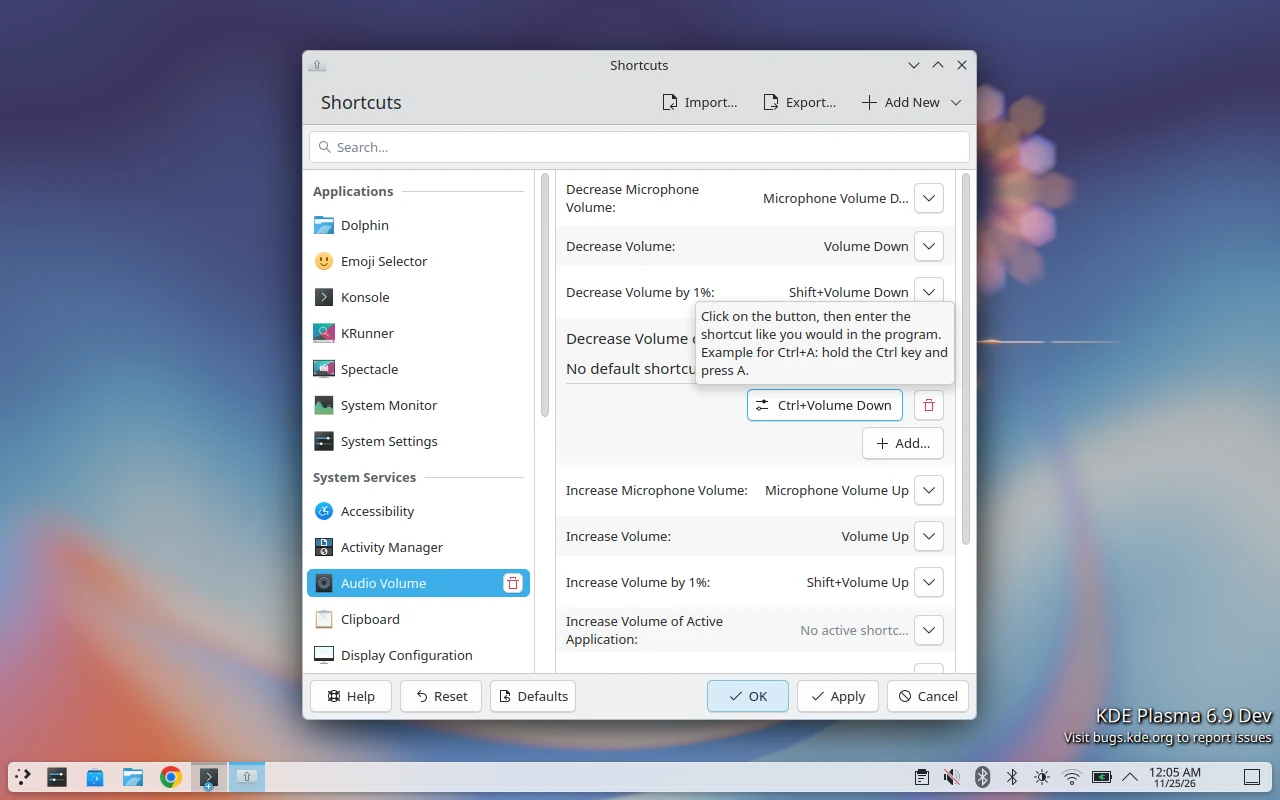 Shortcuts
Shortcuts
Import...
Export...
Add New
Search...
Applications
Dolphin
Emoji Selector
Konsole
KRunner
Spectacle
System Monitor
System Settings
System Services
Accessibility
Activity Manager
Audio Volume
Clipboard
Display Configuration
Decrease Microphone
Volume:
Microphone Volume D...
Decrease Volume:
Volume Down
Decrease Volume by 1%:
Shift+Volume Down
Decrease Volume
No default
Click on the button, then enter the
shortcut like you would in the program.
Example for Ctrl+A: hold the Ctrl key and
press A.
Ctrl+Volume Down
Add...
Increase Microphone Volume:
Microphone Volume Up
Increase Volume:
Volume Up
Increase Volume by 1%:
Shift+Volume Up
Increase Volume of Active
Application:
No active shortc...
Help
Reset
Defaults
OK
Apply
Cancel
KDE Plasma 6.9 Dev
Visit bugs.kde.org to report issues
12:05 AM
11/25/26